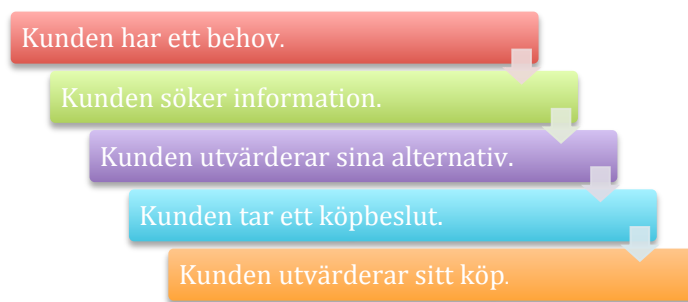 Kunden har ett behov.
Kunden söker information.
Kunden utvärderar sina alternativ.
Kunden tar ett köpbeslut.
Kunden utvärderar sitt köp.